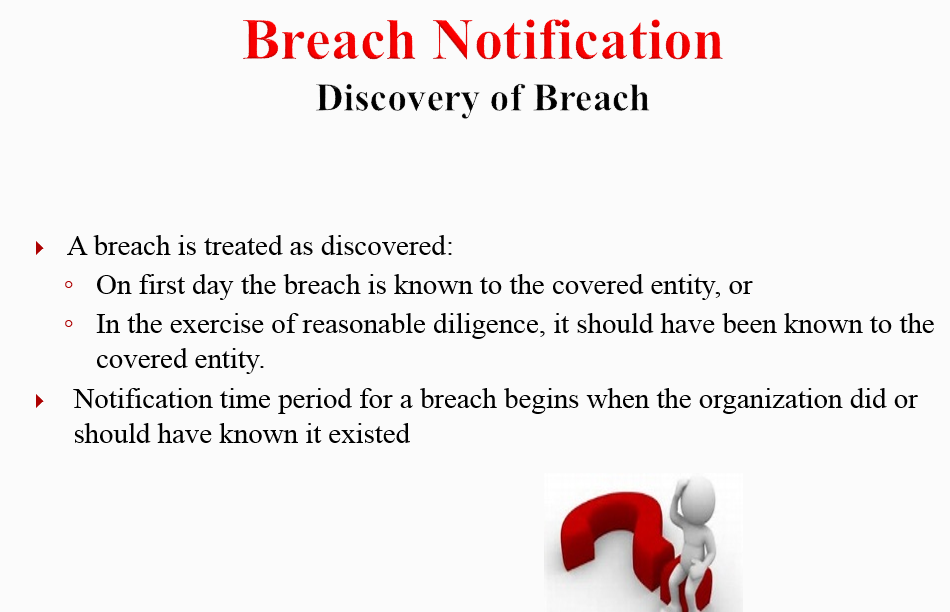 Breach Notification
Discovery of Breach
A breach is treated as discovered:
On first day the breach is known to the covered entity, or
In the exercise of reasonable diligence, it should have been known to the
covered entity.
Notification time period for a breach begins when the organization did or
should have known it existed